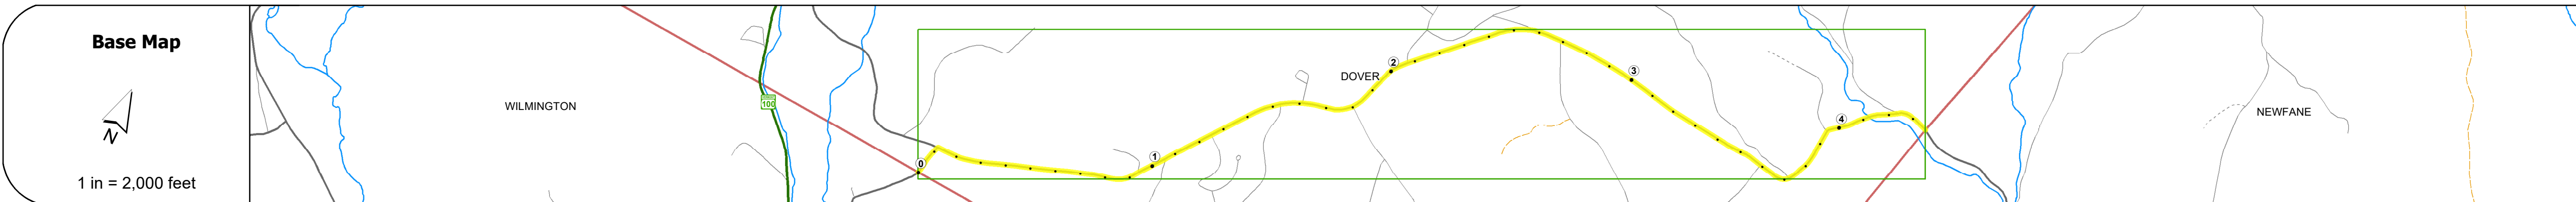 Base Map
N
1 in = 2,000 feet
WILMINGTON
100
0
1
DOVER
2
3
4
NEWFANE